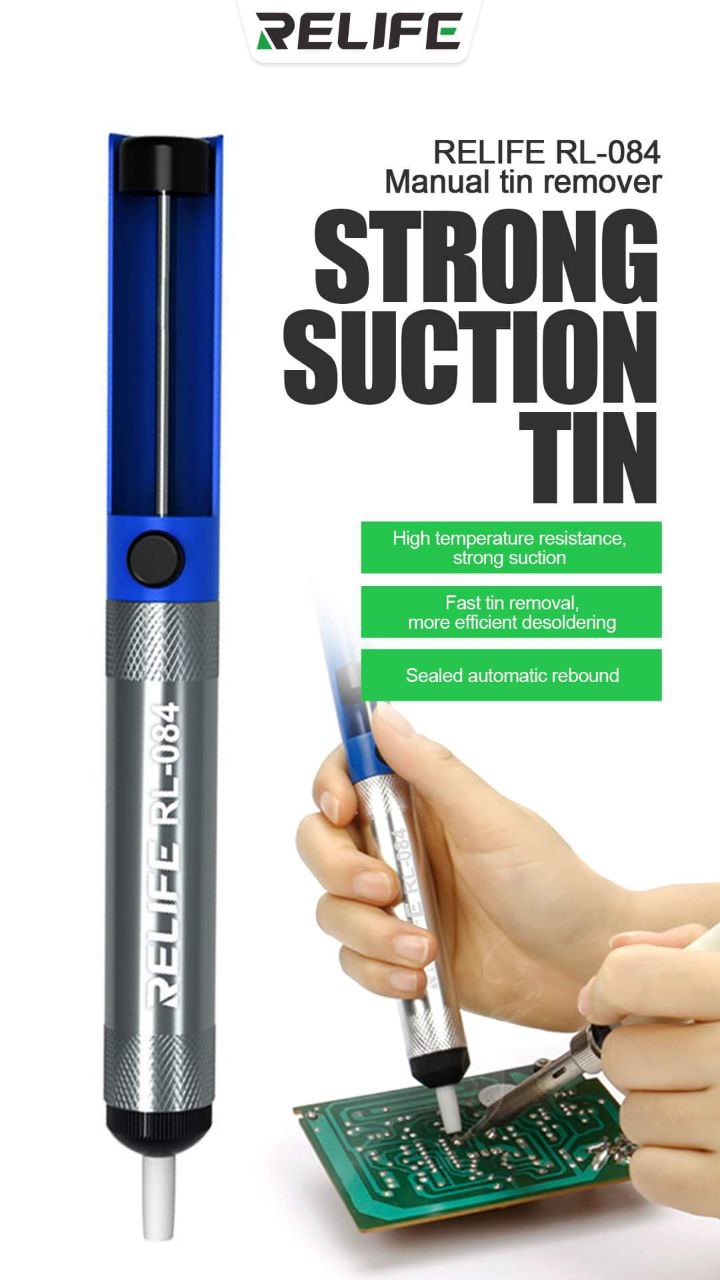 RELIFE
RELIFE RL-084
Manual tin remover
STRONG
SUCTION
TIN
High temperature resistance,
strong suction
Fast tin removal,
more efficient desoldering
Sealed automatic rebound
RELIFE RL-084
FE RL-084